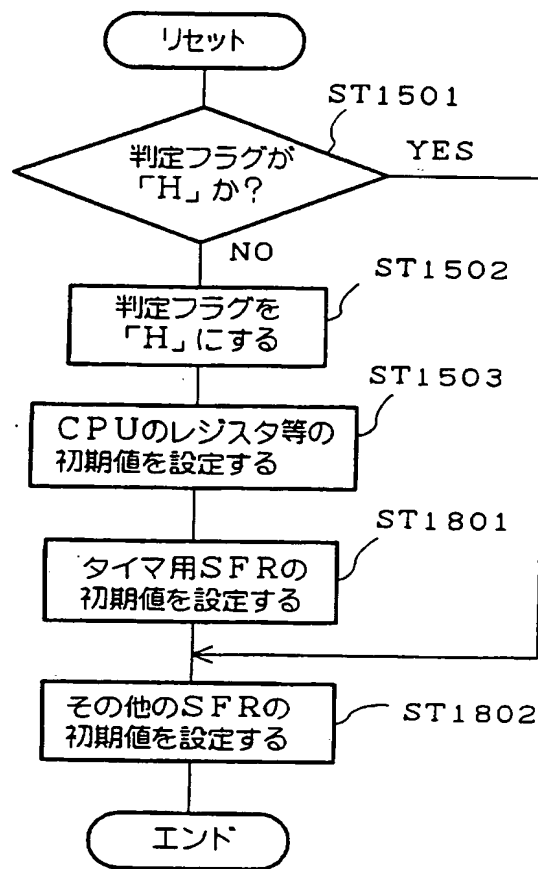 リセット
ST1501
判定フラグが
「H」か?
YES
NO
ST1502
判定フラグを
「H」にする
ST1503
CPUのレジスタ等の
初期値を設定する
ST1801
タイマ用SFRの
初期値を設定する
その他のSFRの
初期値を設定する
ST1802
エンド